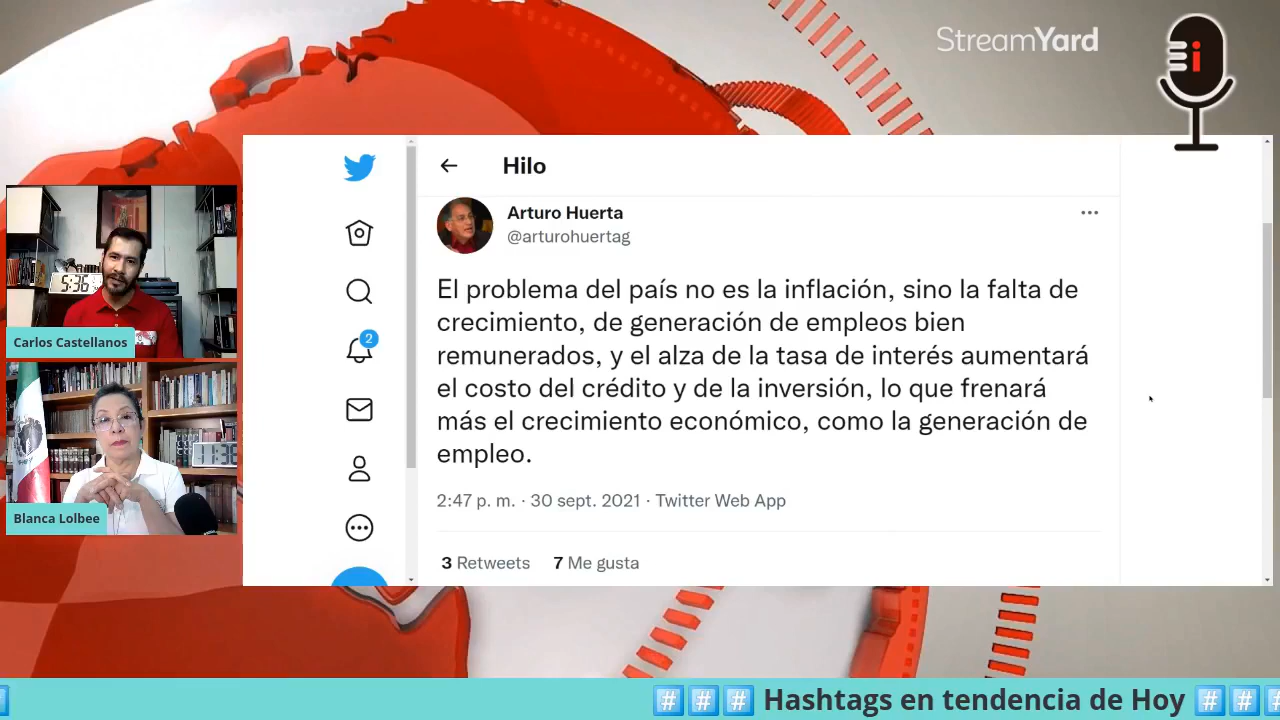 StreamYard
i
Hilo
Arturo Huerta
@arturohuertag
El problema del país no es la inflación, sino la falta de
crecimiento, de generación de empleos bien
remunerados, y el alza de la tasa de interés aumentará
el costo del crédito y de la inversión, lo que frenará
más el crecimiento económico, como la generación de
empleo.
2:47 p. m. · 30 sept. 2021 · Twitter Web App
3 Retweets 7 Me gusta
2
5:36
Carlos Castellanos
Blanca Lolbee
#️⃣ #️⃣ #️⃣ Hashtags en tendencia de Hoy #️⃣ #️⃣